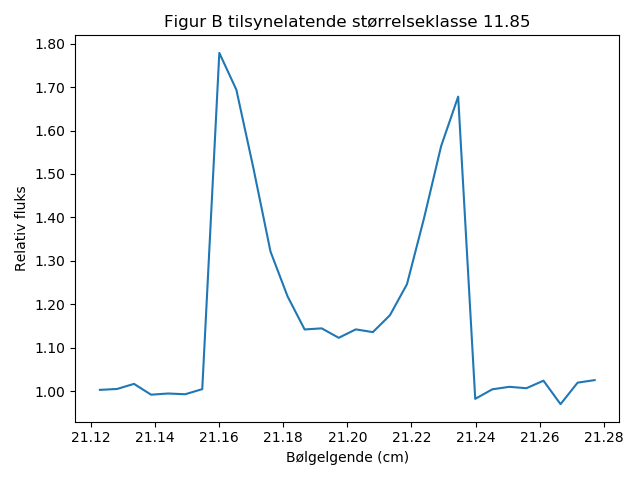 Figur B tilsynelatende størrelseklasse 11.85
1.80
1.70
1.60
1.50
1.40
1.30
1.20
1.10
1.00
Relativ fluks
21.12 21.14 21.16 21.18 21.20 21.22 21.24 21.26 21.28
Bølgelgende (cm)